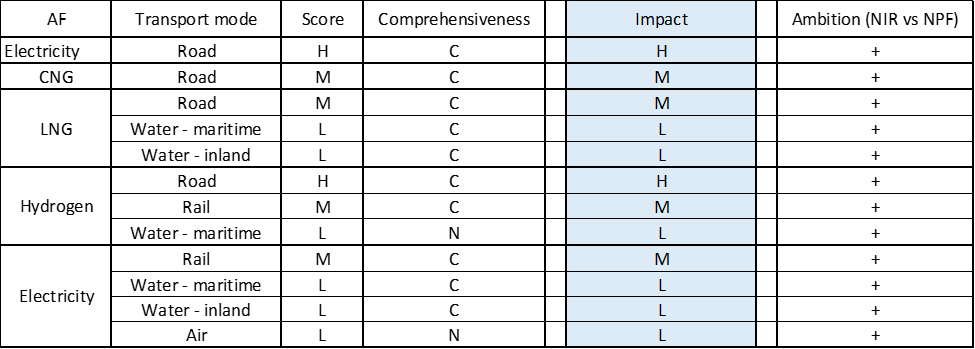 AF Transport mode Score Comprehensiveness Impact Ambition (NIR vs NPF)
Electricity Road H C H +
CNG Road M C M +
LNG Road M C M +
Water - maritime L C L +
Water - inland L C L +
Hydrogen Road H C H +
Rail M C M +
Water - maritime L N L +
Electricity Rail M C M +
Water - maritime L C L +
Water - inland L C L +
Air L N L +